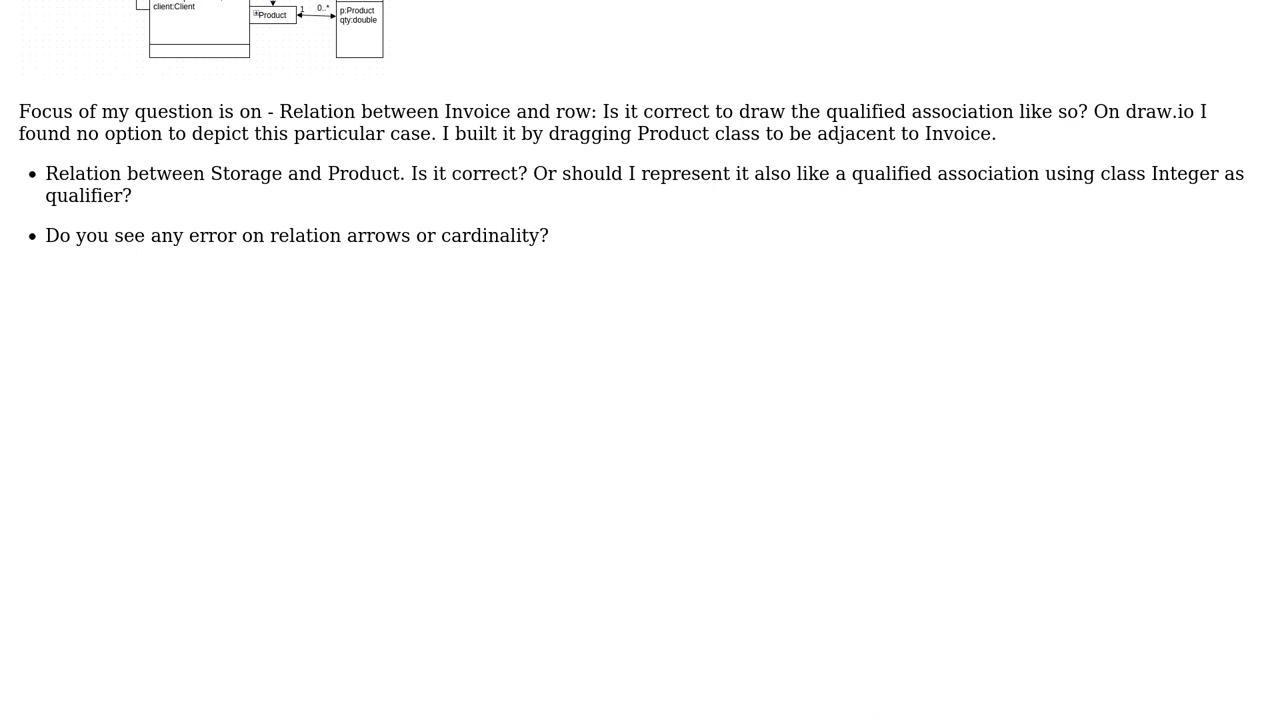 client:Client
Product
1
0..*
p:Product
qty:double
Focus of my question is on - Relation between Invoice and row: Is it correct to draw the qualified association like so? On draw.io I
found no option to depict this particular case. I built it by dragging Product class to be adjacent to Invoice.
• Relation between Storage and Product. Is it correct? Or should I represent it also like a qualified association using class Integer as
qualifier?
• Do you see any error on relation arrows or cardinality?